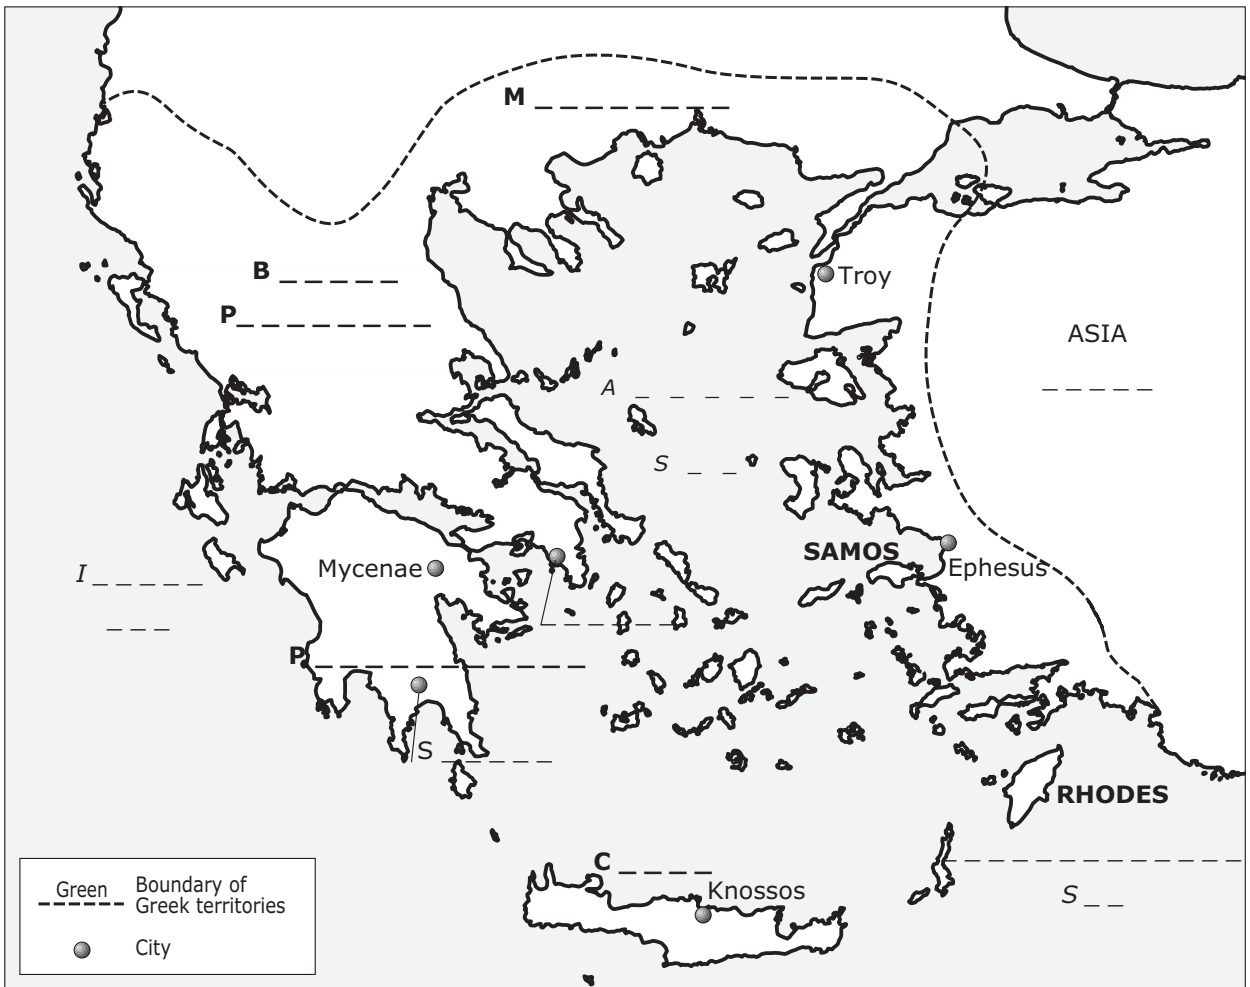 M _ _ _ _ _ _ _ _
B _ _ _ _ _ _
P _ _ _ _ _ _ _ _ _
Troy
ASIA
_ _ _ _ _
A _ _ _ _ _
S _ _
SAMOS
Ephesus
Mycenae
I _ _ _ _ _ _
_ _ _
P _ _ _ _ _ _ _ _ _ _ _
S _ _ _ _ _
RHODES
C _ _ _ _
Knossos
S _ _
Green
Boundary of
Greek territories
City